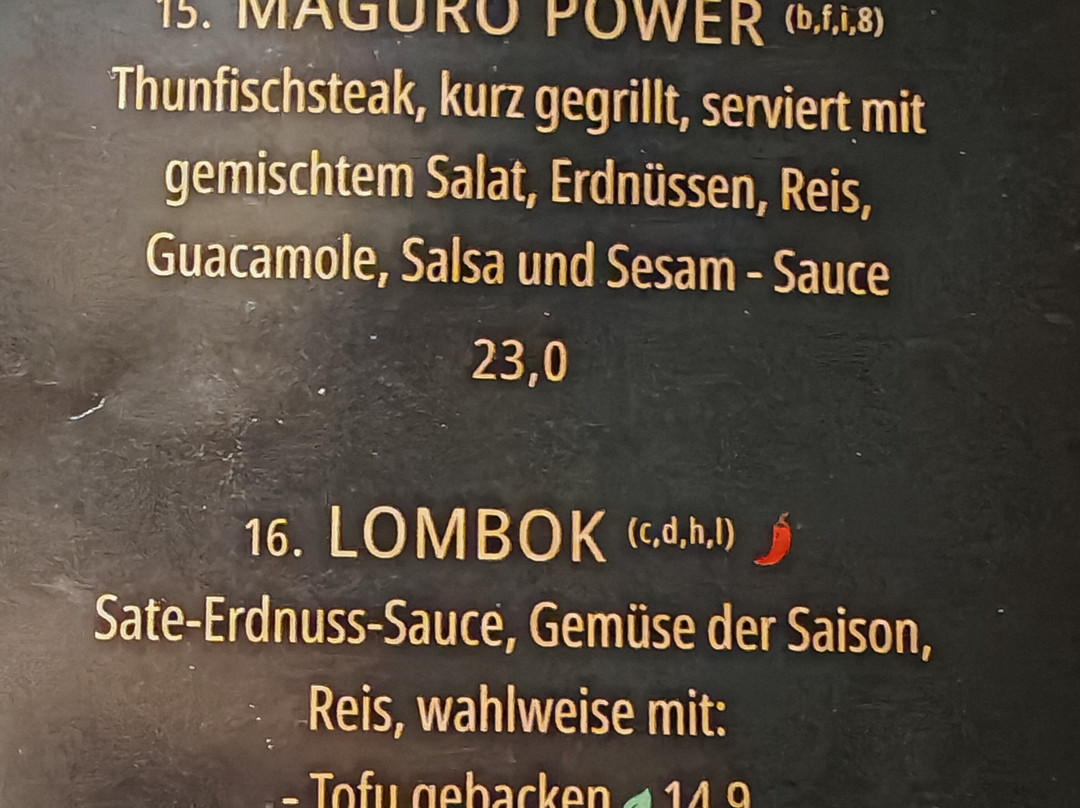 15. MAGURO POWER (b,f,i,8)
Thunfischsteak, kurz gegrillt, serviert mit
gemischtem Salat, Erdnüssen, Reis,
Guacamole, Salsa und Sesam - Sauce
23,0
16. LOMBOK (c,d,h,l)
Sate-Erdnuss-Sauce, Gemüse der Saison,
Reis, wahlweise mit:
- Tofu gebacken 14,9